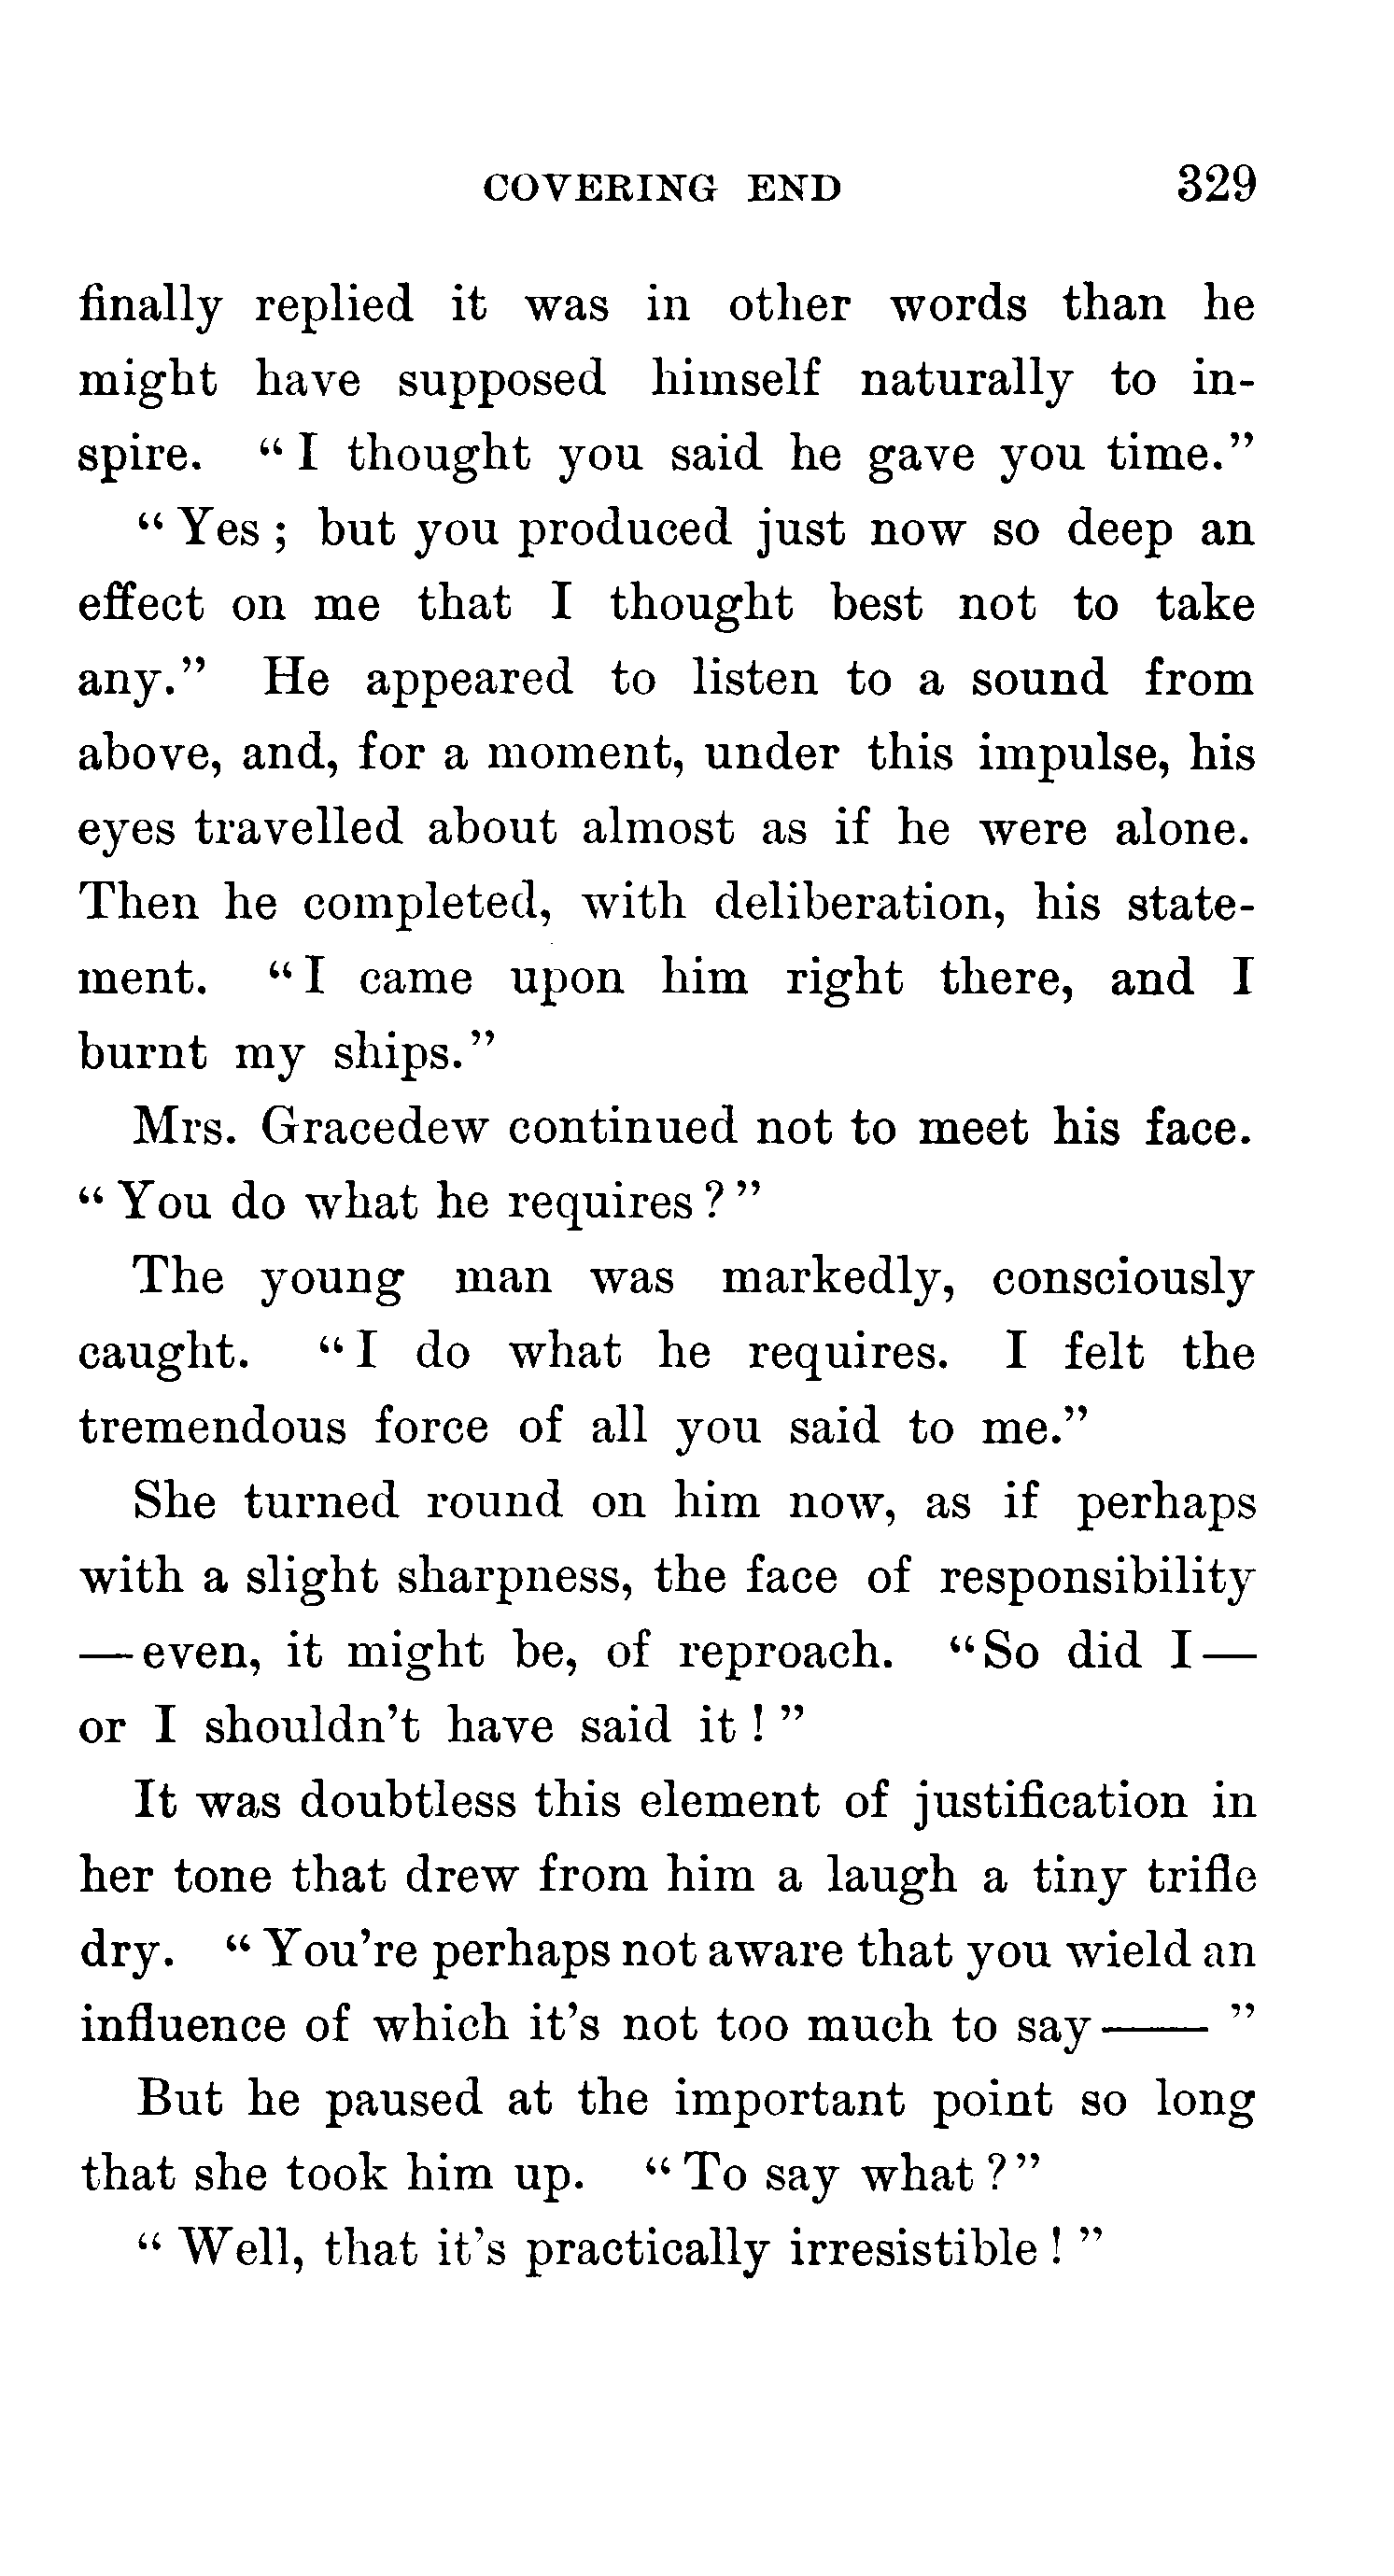 COVERING END 329
finally replied it was in other words than he
might have supposed himself naturally to in-
spire. “ I thought you said he gave you time.”
“ Yes ; but you produced just now so deep an
effect on me that I thought best not to take
any.” He appeared to listen to a sound from
above, and, for a moment, under this impulse, his
eyes travelled about almost as if he were alone.
Then he completed, with deliberation, his state-
ment. “ I came upon him right there, and I
burnt my ships.”
Mrs. Gracedew continued not to meet his face.
“ You do what he requires ? ”
The young man was markedly, consciously
caught. “ I do what he requires. I felt the
tremendous force of all you said to me.”
She turned round on him now, as if perhaps
with a slight sharpness, the face of responsibility
— even, it might be, of reproach. “ So did I —
or I shouldn’t have said it ! ”
It was doubtless this element of justification in
her tone that drew from him a laugh a tiny trifle
dry. “ You’re perhaps not aware that you wield an
influence of which it’s not too much to say —— ”
But he paused at the important point so long
that she took him up. “ To say what ? ”
“ Well, that it’s practically irresistible ! ”